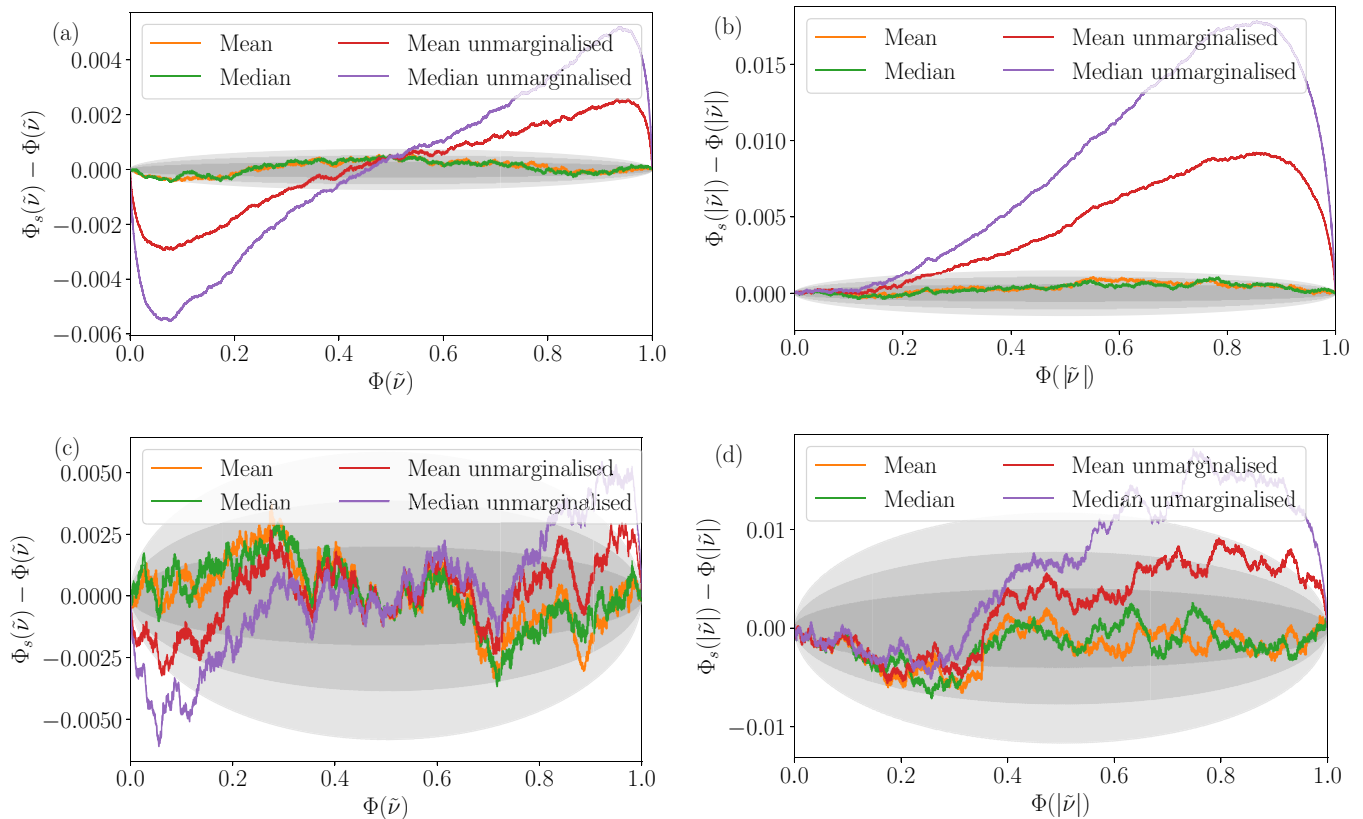 (a)
Mean
Mean unmarginalised
Median
Median unmarginalised
0.004
0.002
0.000
−0.002
−0.004
−0.006
Φs(ν̃) − Φ(ν̃)
0.0 0.2 0.4 0.6 0.8 1.0
Φ(ν̃)
(b)
Mean
Mean unmarginalised
Median
Median unmarginalised
0.015
0.010
0.005
0.000
Φs(|ν̃|) − Φ(|ν̃|)
0.0 0.2 0.4 0.6 0.8 1.0
Φ(|ν̃|)
(c)
Mean
Mean unmarginalised
Median
Median unmarginalised
0.0050
0.0025
0.0000
−0.0025
−0.0050
Φs(ν̃) − Φ(ν̃)
0.0 0.2 0.4 0.6 0.8 1.0
Φ(ν̃)
(d)
Mean
Mean unmarginalised
Median
Median unmarginalised
0.01
0.00
−0.01
Φs(|ν̃|) − Φ(|ν̃|)
0.0 0.2 0.4 0.6 0.8 1.0
Φ(|ν̃|)